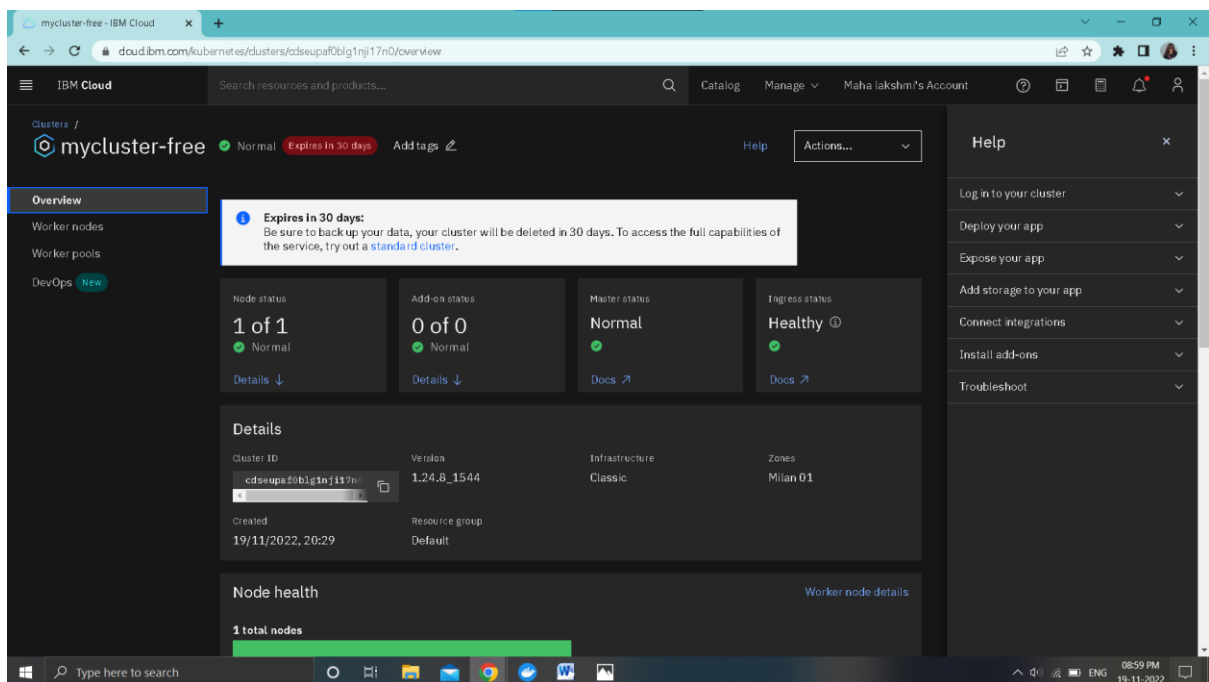 mycluster-free - IBM Cloud
cloud.ibm.com/kubernetes/clusters/cdseupaf0blg1nji17n0/overview
IBM Cloud
Search resources and products...
Catalog
Manage
Maha lakshmi's Account
Clusters /
mycluster-free
Normal
Expires in 30 days
Add tags
Help
Actions...
Overview
Worker nodes
Worker pools
DevOps New
Expires in 30 days:
Be sure to back up your data, your cluster will be deleted in 30 days. To access the full capabilities of
the service, try out a standard cluster.
Node status
1 of 1
Normal
Details
Add-on status
0 of 0
Normal
Details
Master status
Normal
Docs
Ingress status
Healthy
Docs
Details
Cluster ID
cdseupaf0blg1nji17n0
Version
1.24.8_1544
Infrastructure
Classic
Zones
Milan 01
Created
19/11/2022, 20:29
Resource group
Default
Node health
Worker node details
1 total nodes
Help
Log in to your cluster
Deploy your app
Expose your app
Add storage to your app
Connect integrations
Install add-ons
Troubleshoot
Type here to search
ENG
08:59 PM
19-11-2022